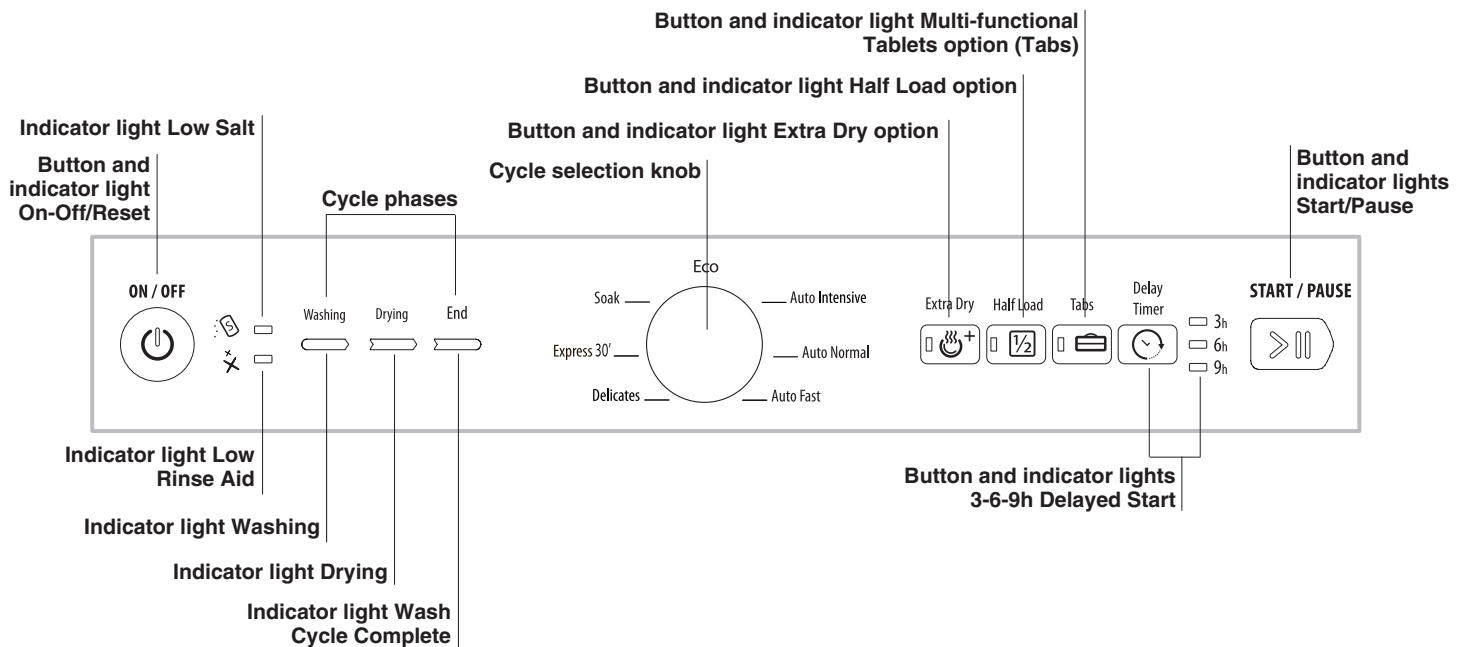 Button and indicator light Multi-functional
Tablets option (Tabs)
Button and indicator light Half Load option
Indicator light Low Salt
Button and indicator light Extra Dry option
Button and
indicator light
On-Off/Reset
Cycle phases
Cycle selection knob
Button and
indicator lights
Start/Pause
ON / OFF
S
Washing
Drying
End
Eco
Soak
Express 30'
Delicates
Auto Intensive
Auto Normal
Auto Fast
Extra Dry
Half Load
1/2
Tabs
Delay
Timer
3h
6h
9h
START / PAUSE
Indicator light Low
Rinse Aid
Button and indicator lights
3-6-9h Delayed Start
Indicator light Washing
Indicator light Drying
Indicator light Wash
Cycle Complete